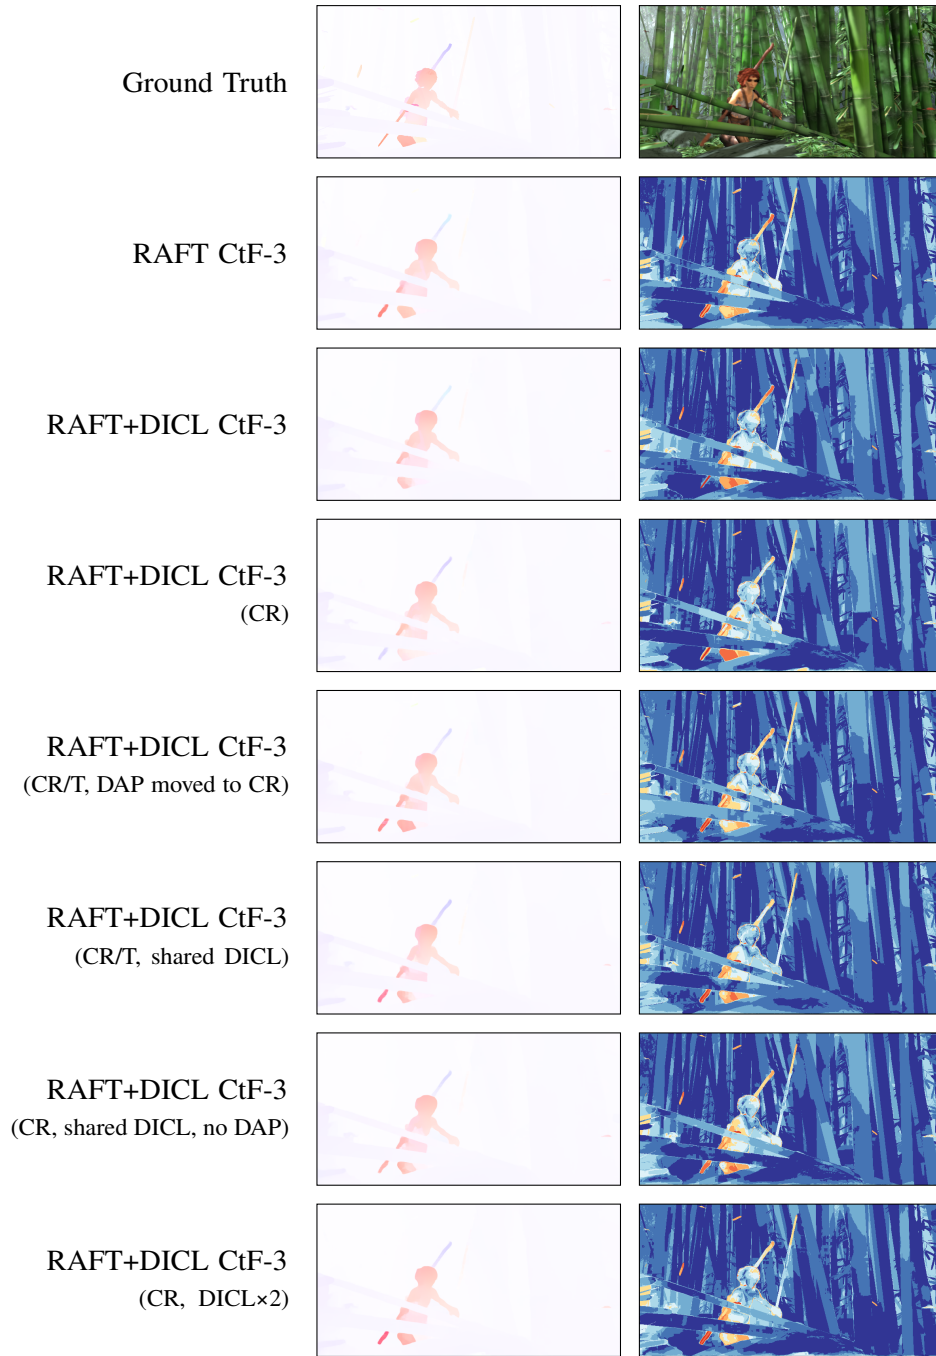 Ground Truth
RAFT CtF-3
RAFT+DICL CtF-3
RAFT+DICL CtF-3
(CR)
RAFT+DICL CtF-3
(CR/T, DAP moved to CR)
RAFT+DICL CtF-3
(CR/T, shared DICL)
RAFT+DICL CtF-3
(CR, shared DICL, no DAP)
RAFT+DICL CtF-3
(CR, DICL×2)